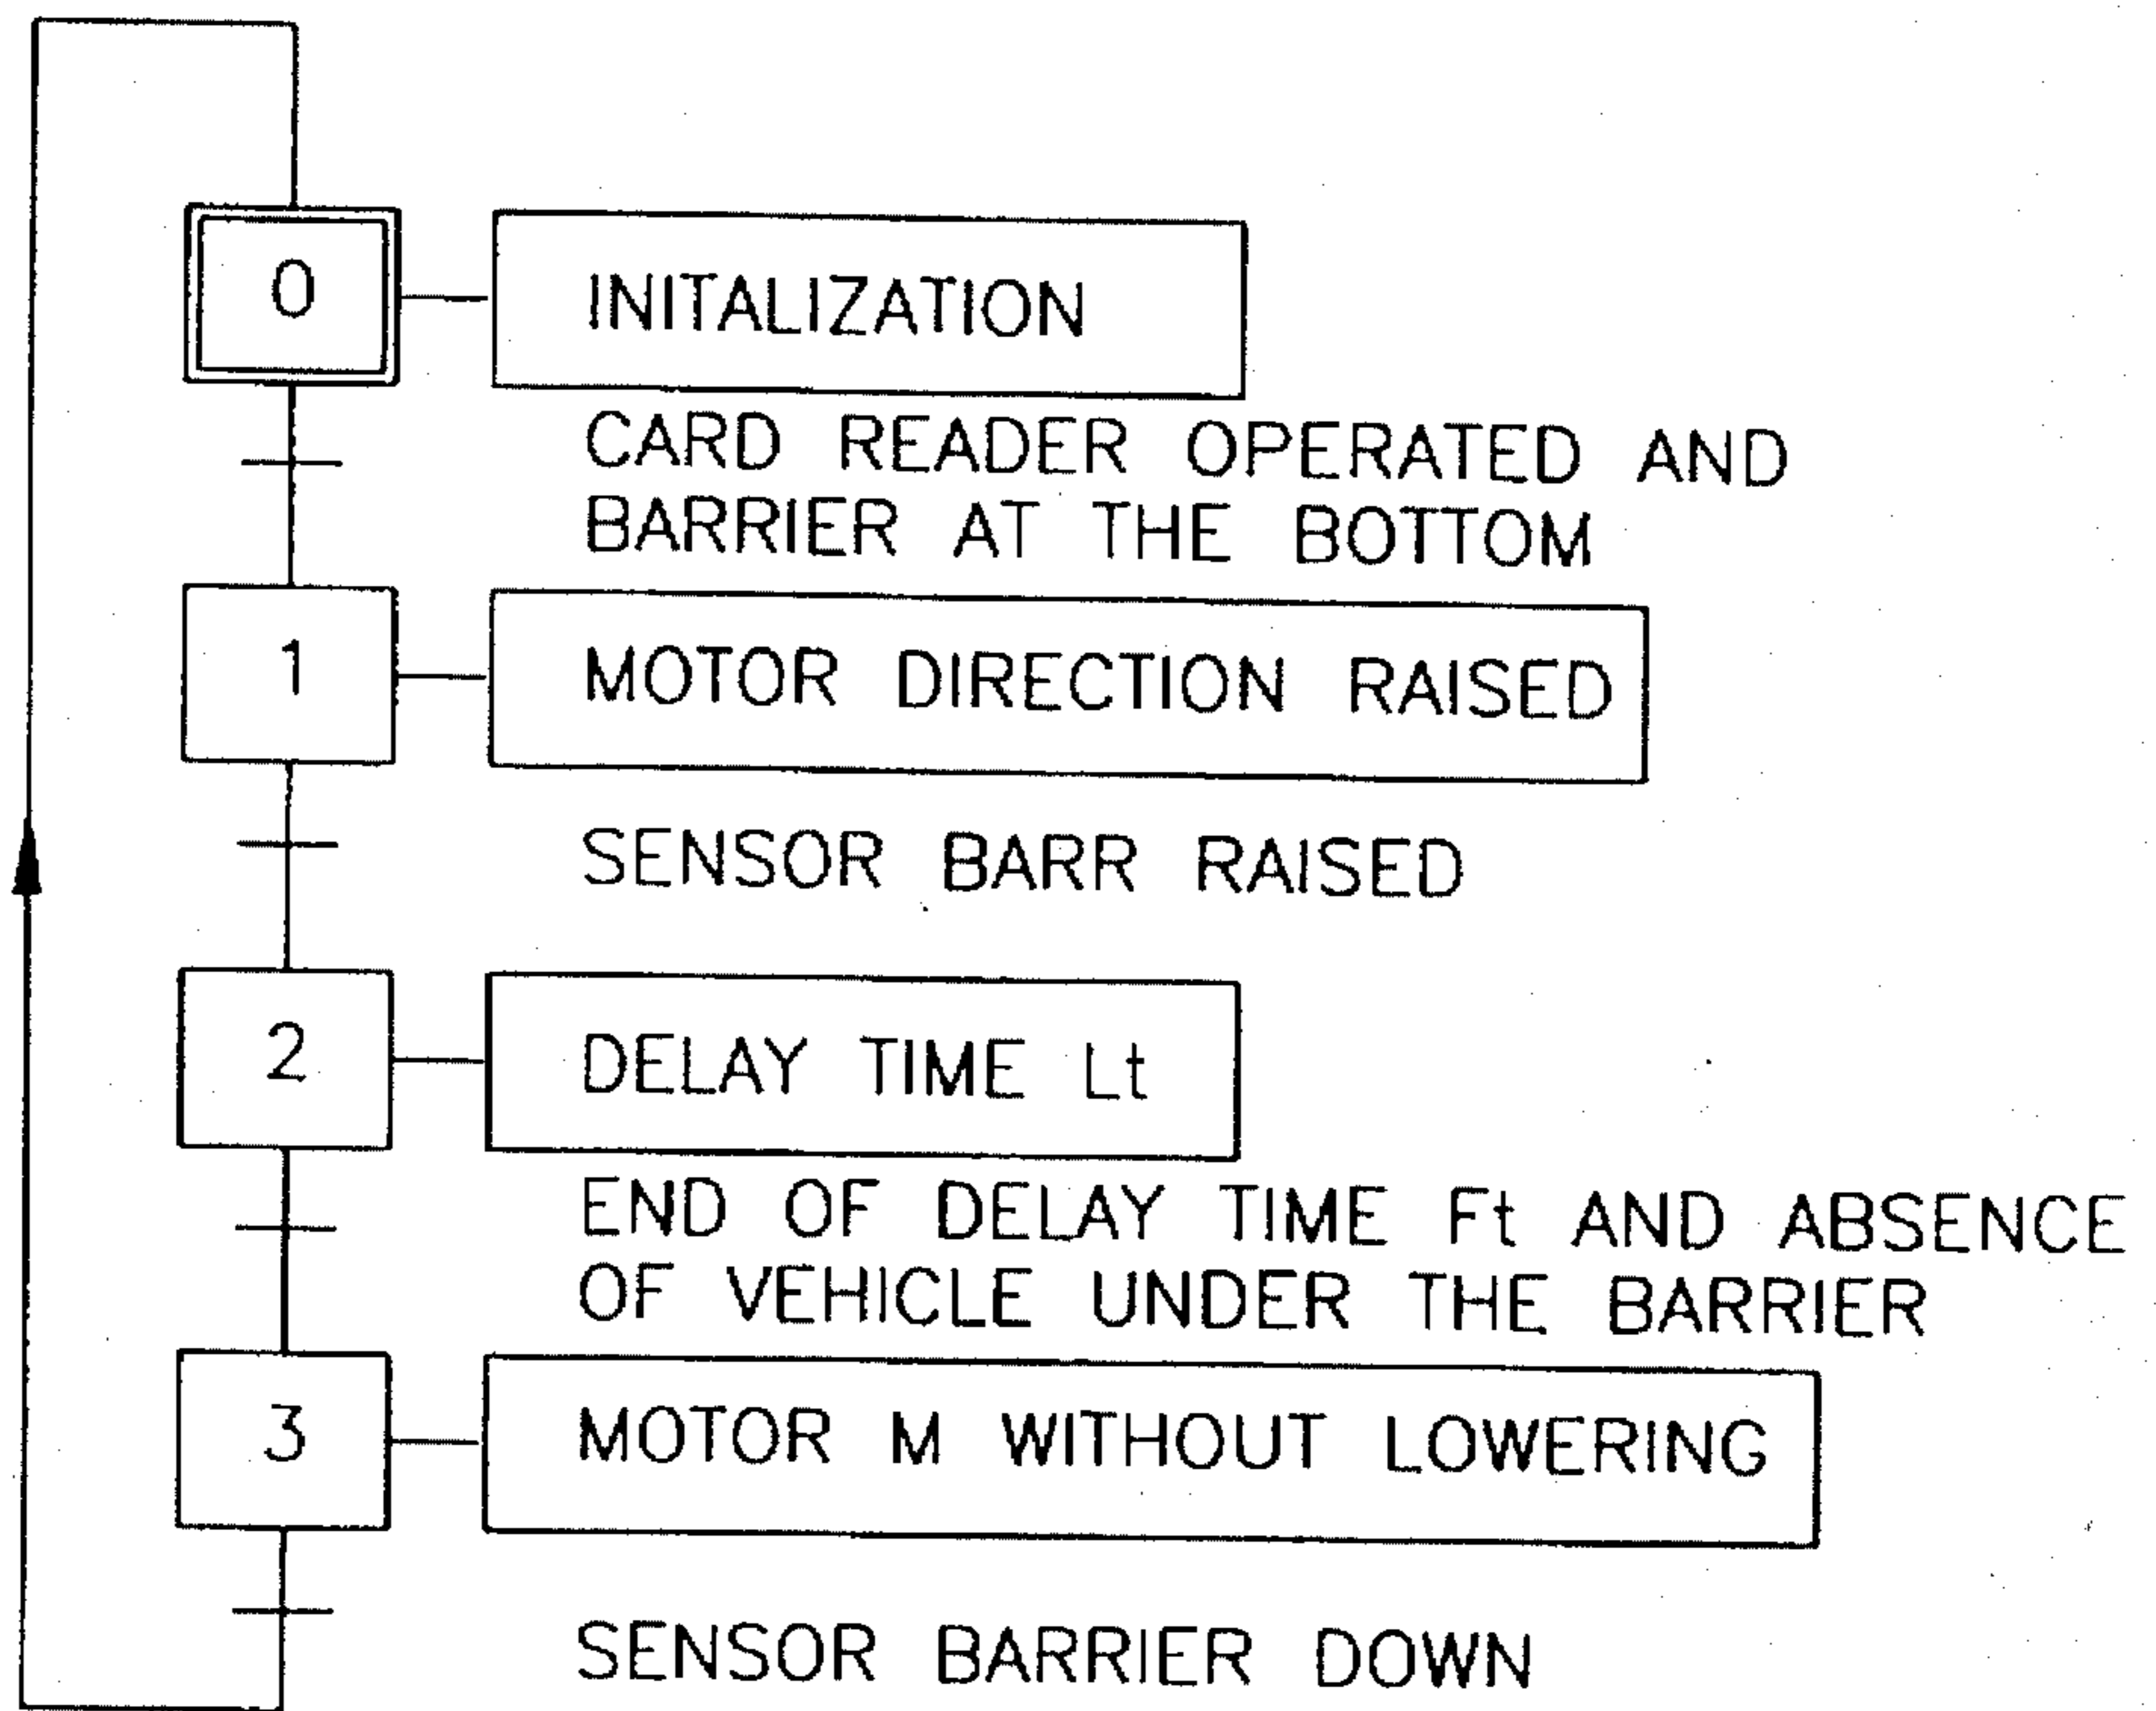 0
INITALIZATION
CARD READER OPERATED AND
BARRIER AT THE BOTTOM
1
MOTOR DIRECTION RAISED
SENSOR BARR RAISED
2
DELAY TIME Lt
END OF DELAY TIME Ft AND ABSENCE
OF VEHICLE UNDER THE BARRIER
3
MOTOR M WITHOUT LOWERING
SENSOR BARRIER DOWN